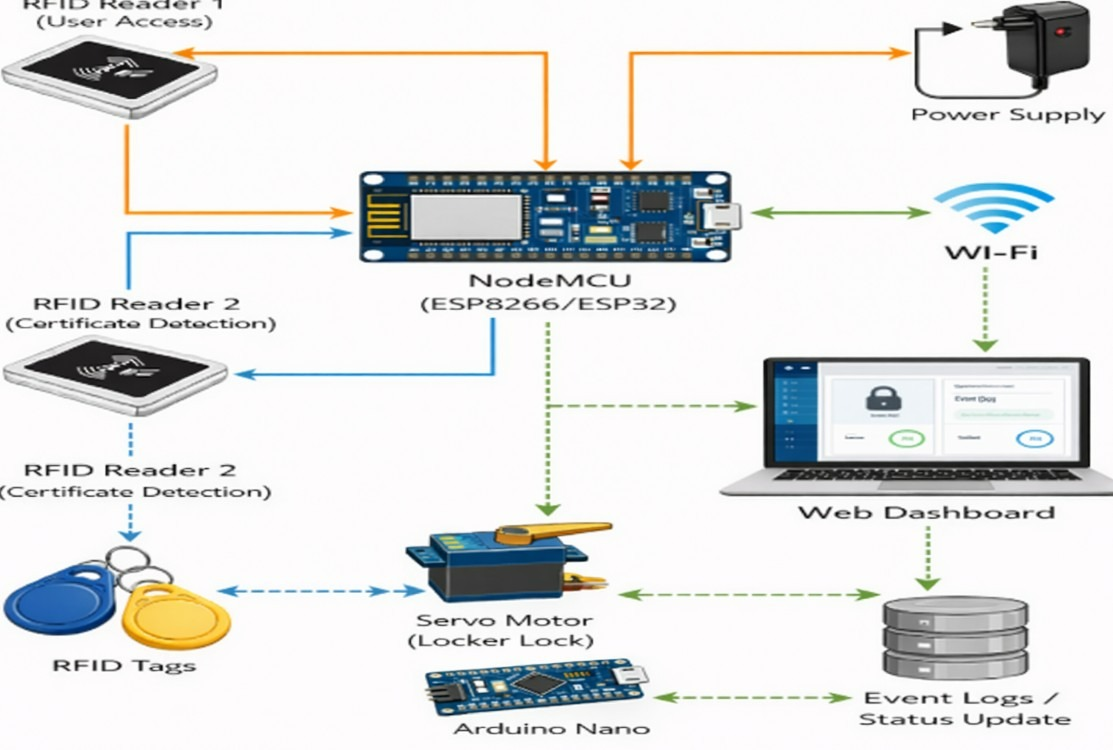 RFID Reader 1
(User Access)
Power Supply
WI-Fi
NodeMCU
(ESP8266/ESP32)
RFID Reader 2
(Certificate Detection)
RFID Reader 2
(Certificate Detection)
Web Dashboard
Servo Motor
(Locker Lock)
RFID Tags
Arduino Nano
Event Logs /
Status Update